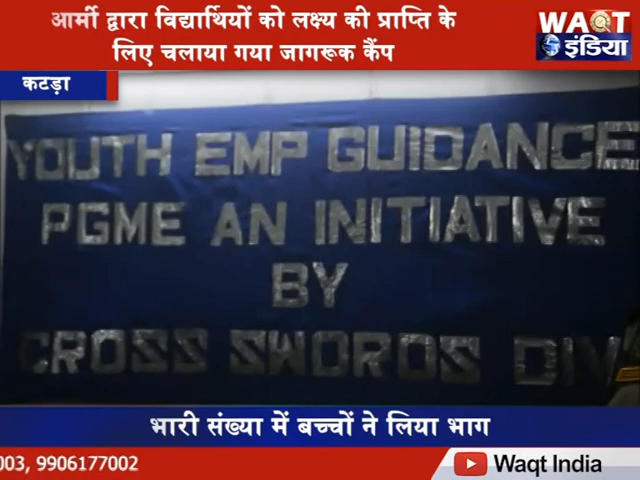 आर्मी द्वारा विद्यार्थियों को लक्ष्य की प्राप्ति के
लिए चलाया गया जागरूक कैंप
WAQT
इंडिया
कटड़ा
YOUTH EMP GUIDANCE
PGME AN INITIATIVE
BY
CROSS SWORDS DIV
भारी संख्या में बच्चों ने लिया भाग
003, 9906177002
Waqt India